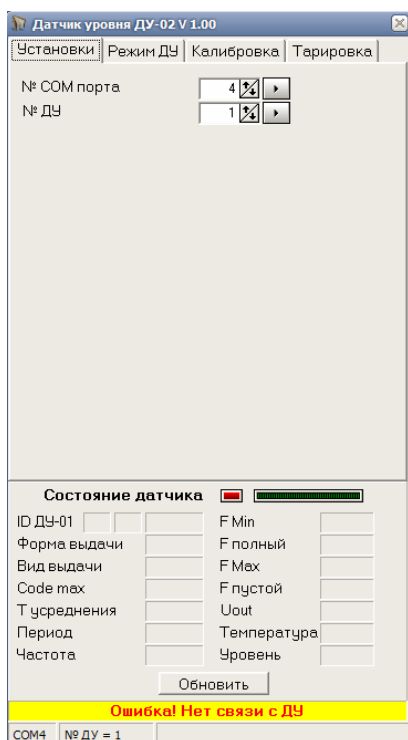 Датчик уровня ДУ-02 V 1.00
Установки Режим ДУ Калибровка Тарировка
№ COM порта 4
№ ДУ 1
Состояние датчика
ID ДУ-01 F Min
Форма выдачи F полный
Вид выдачи F Max
Code max F пустой
T усреднения Uout
Период Температура
Частота Уровень
Обновить
Ошибка! Нет связи с ДУ
COM4 № ДУ = 1